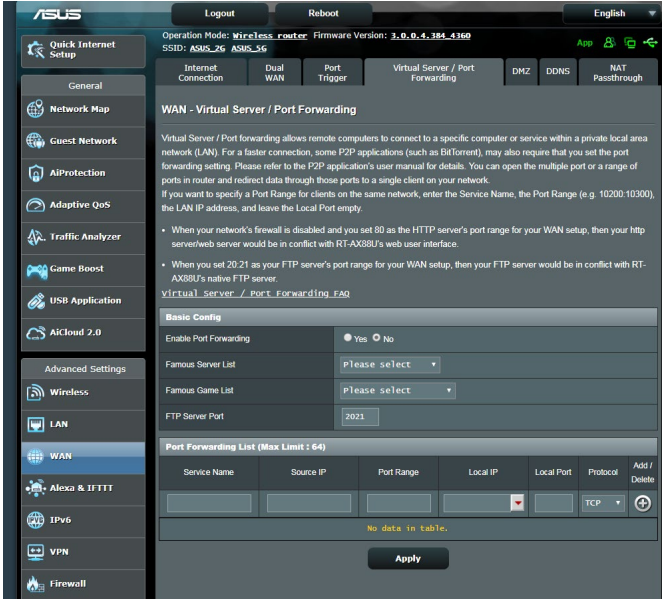 ASUS
Logout
Reboot
English
Quick Internet
Setup
General
Network Map
Guest Network
AiProtection
Adaptive QoS
Traffic Analyzer
Game Boost
USB Application
AiCloud 2.0
Advanced Settings
Wireless
LAN
WAN
Alexa & IFTTT
IPv6
VPN
Firewall
Operation Mode: Wireless router Firmware Version: 3.0.0.4.384_4360
SSID: ASUS_2G ASUS_5G
App
Internet
Connection
Dual
WAN
Port
Trigger
Virtual Server / Port
Forwarding
DMZ
DDNS
NAT
Passthrough
WAN - Virtual Server / Port Forwarding
Virtual Server / Port forwarding allows remote computers to connect to a specific computer or service within a private local area
network (LAN). For a faster connection, some P2P applications (such as BitTorrent), may also require that you set the port
forwarding setting. Please refer to the P2P application's user manual for details. You can open the multiple port or a range of
ports in router and redirect data through those ports to a single client on your network.
If you want to specify a Port Range for clients on the same network, enter the Service Name, the Port Range (e.g. 10200:10300),
the LAN IP address, and leave the Local Port empty.
• When your network's firewall is disabled and you set 80 as the HTTP server's port range for your WAN setup, then your http
server/web server would be in conflict with RT-AX88U's web user interface.
• When you set 20:21 as your FTP server's port range for your WAN setup, then your FTP server would be in conflict with RT-
AX88U's native FTP server.
Virtual Server / Port Forwarding FAQ
Basic Config
Enable Port Forwarding
Yes No
Famous Server List
Please select
Famous Game List
Please select
FTP Server Port
2021
Port Forwarding List (Max Limit : 64)
Service Name
Source IP
Port Range
Local IP
Local Port
Protocol
Add /
Delete
TCP
No data in table.
Apply